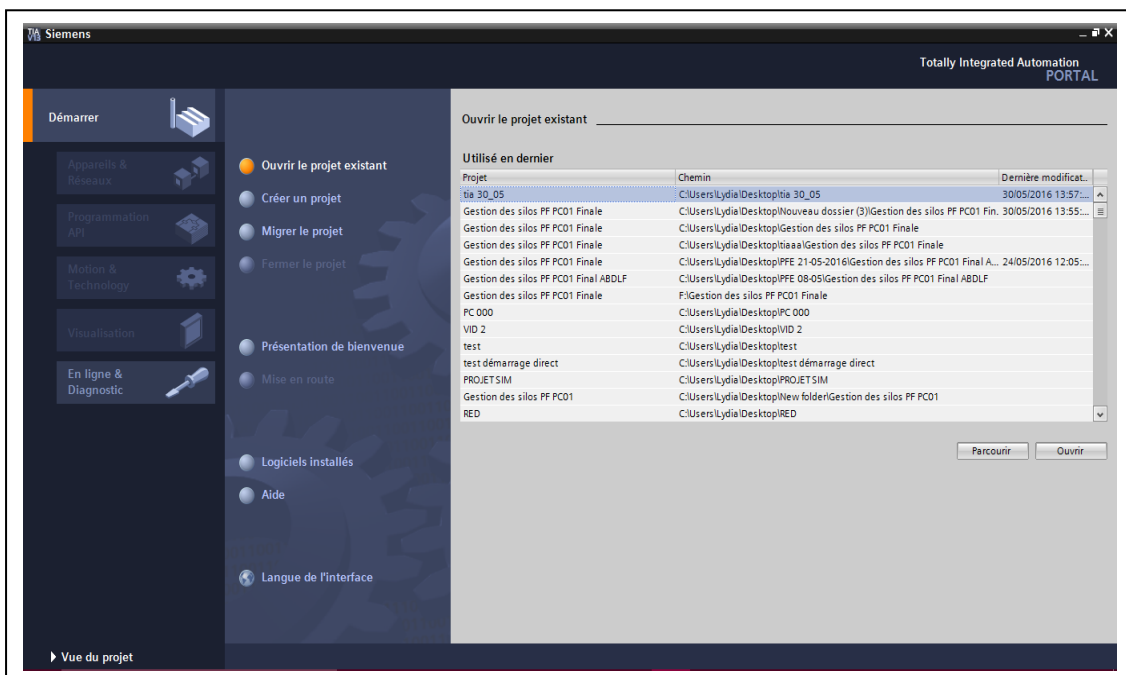 TIA
V13
Siemens
Totally Integrated Automation
PORTAL
Démarrer
Appareils &
Réseaux
Programmation
API
Motion &
Technology
Visualisation
En ligne &
Diagnostic
Vue du projet
Ouvrir le projet existant
Créer un projet
Migrer le projet
Fermer le projet
Présentation de bienvenue
Mise en route
Logiciels installés
Aide
Langue de l'interface
Ouvrir le projet existant
Utilisé en dernier
Projet Chemin Dernière modificat..
tia 30_05 C:\Users\Lydia\Desktop\tia 30_05 30/05/2016 13:57:...
Gestion des silos PF PC01 Finale C:\Users\Lydia\Desktop\Nouveau dossier (3)\Gestion des silos PF PC01 Fin. 30/05/2016 13:55:...
Gestion des silos PF PC01 Finale C:\Users\Lydia\Desktop\Gestion des silos PF PC01 Finale
Gestion des silos PF PC01 Finale C:\Users\Lydia\Desktop\tiaaa\Gestion des silos PF PC01 Finale
Gestion des silos PF PC01 Finale C:\Users\Lydia\Desktop\PFE 21-05-2016\Gestion des silos PF PC01 Final A... 24/05/2016 12:05:...
Gestion des silos PF PC01 Final ABDLF C:\Users\Lydia\Desktop\PFE 08-05\Gestion des silos PF PC01 Final ABDLF
Gestion des silos PF PC01 Finale F:\Gestion des silos PF PC01 Finale
PC 000 C:\Users\Lydia\Desktop\PC 000
VID 2 C:\Users\Lydia\Desktop\VID 2
test C:\Users\Lydia\Desktop\test
test démarrage direct C:\Users\Lydia\Desktop\test démarrage direct
PROJET SIM C:\Users\Lydia\Desktop\PROJET SIM
Gestion des silos PF PC01 C:\Users\Lydia\Desktop\New folder\Gestion des silos PF PC01
RED C:\Users\Lydia\Desktop\RED
Parcourir Ouvrir